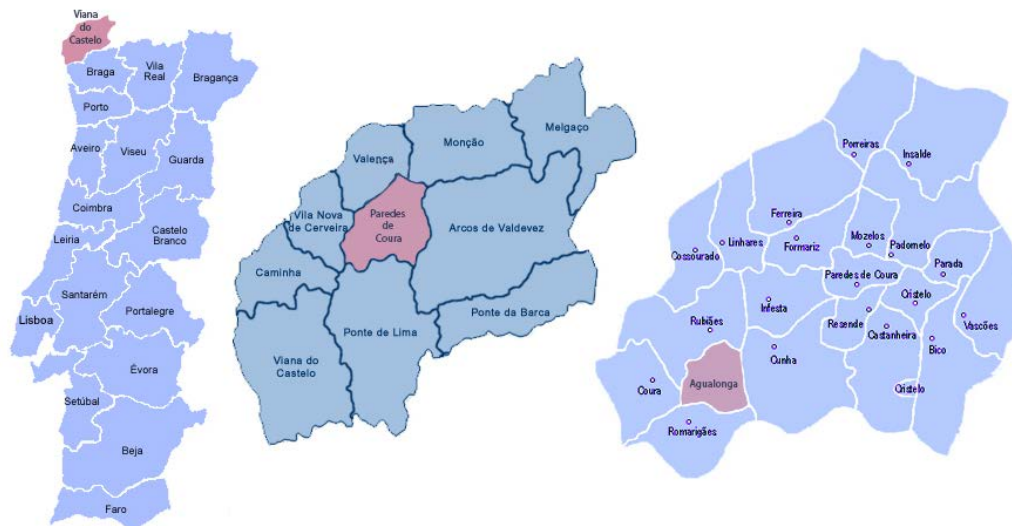 Viana
do
Castelo
Braga
Vila
Real
Bragança
Porto
Aveiro
Viseu
Guarda
Coimbra
Leiria
Castelo
Branco
Santarém
Lisboa
Portalegre
Évora
Setúbal
Beja
Faro
Melgaço
Monção
Valença
Vila Nova
de Cerveira
Paredes
de
Coura
Arcos de Valdevez
Caminha
Ponte de Lima
Ponte da Barca
Viana do
Castelo
Porreiras
Insalde
Ferreira
Linhares
Formariz
Mozelos
Padornelo
Cossourado
Paredes de Coura
Parada
Infesta
Cristelo
Rubiães
Resende
Castanheira
Vascões
Cunha
Bico
Coura
Agualonga
Cristelo
Romarigães